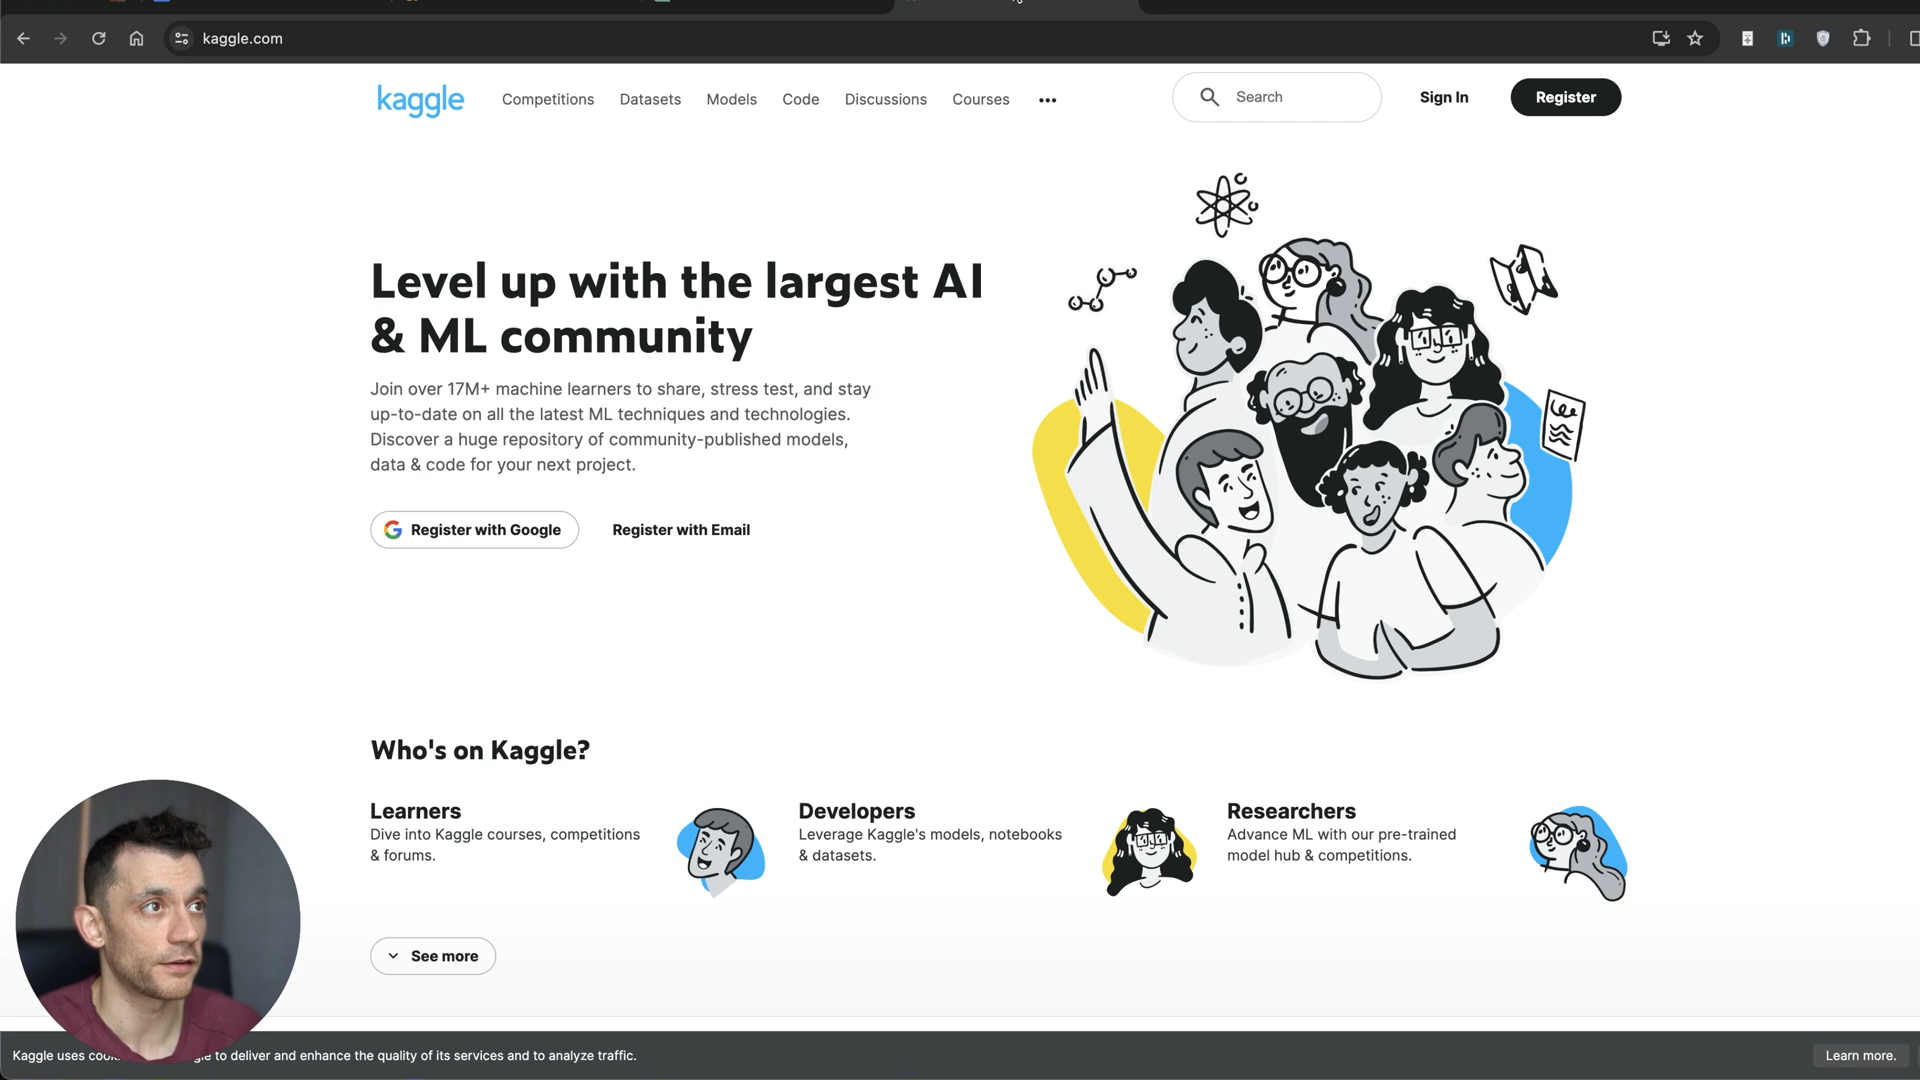 kaggle.com
kaggle
Competitions
Datasets
Models
Code
Discussions
Courses
Search
Sign In
Register
Level up with the largest AI
& ML community
Join over 17M+ machine learners to share, stress test, and stay
up-to-date on all the latest ML techniques and technologies.
Discover a huge repository of community-published models,
data & code for your next project.
Register with Google
Register with Email
Who's on Kaggle?
Learners
Dive into Kaggle courses, competitions
& forums.
Developers
Leverage Kaggle's models, notebooks
& datasets.
Researchers
Advance ML with our pre-trained
model hub & competitions.
See more
Kaggle uses to deliver and enhance the quality of its services and to analyze traffic.
Learn more.